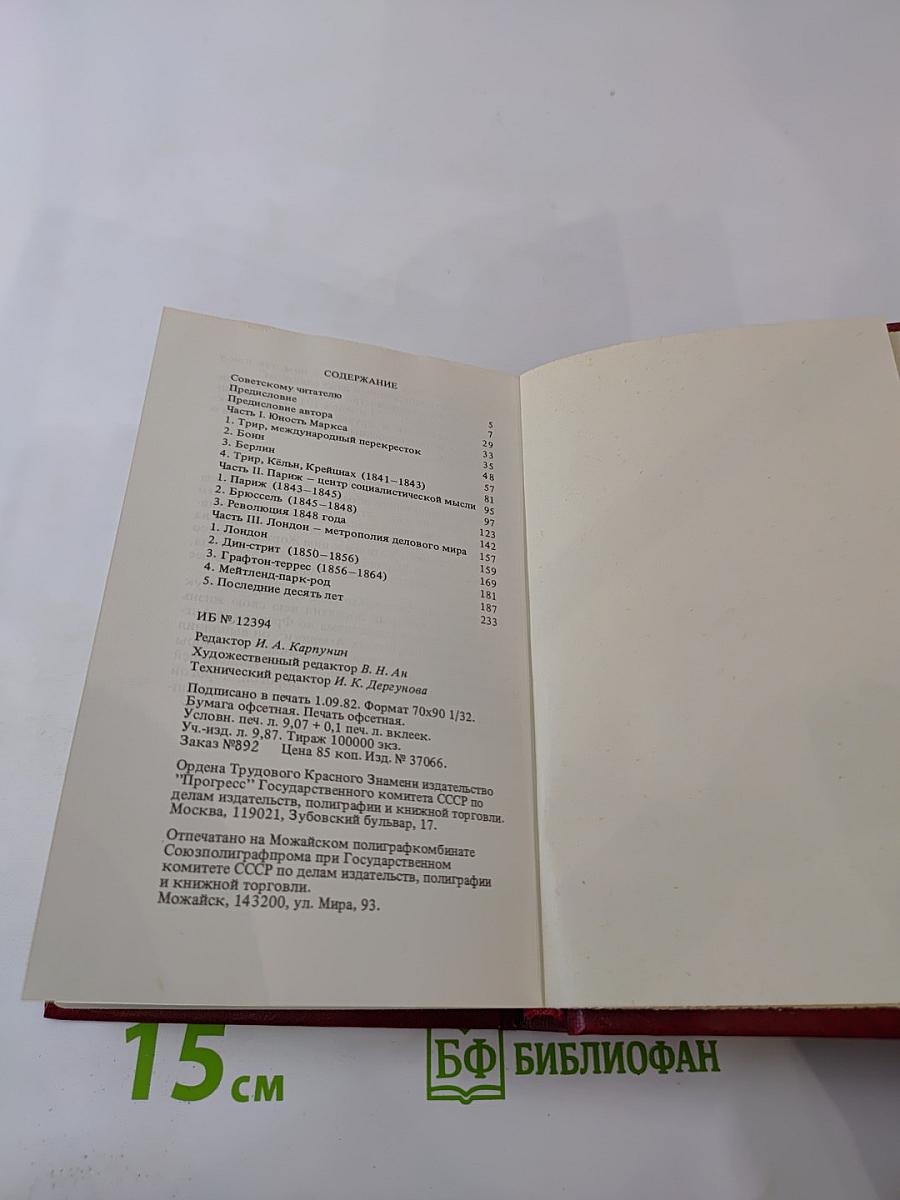 СОДЕРЖАНИЕ
Советскому читателю 5
Предисловие 7
Предисловие автора 29
Часть I. Юность Маркса 33
1. Трир, международный перекресток 35
2. Бонн 48
3. Берлин 57
4. Трир, Кёльн, Крейцнах (1841—1843) 81
Часть II. Париж — центр социалистической мысли 95
1. Париж (1843—1845) 97
2. Брюссель (1845—1848) 123
3. Революция 1848 года 142
Часть III. Лондон — метрополия делового мира 157
1. Лондон 159
2. Дин-стрит (1850—1856) 169
3. Графтон-террес (1856—1864) 181
4. Мейтленд-парк-род 187
5. Последние десять лет 233
ИБ № 12394
Редактор И. А. Карпунин
Художественный редактор В. Н. Ан
Технический редактор И. К. Дергунова
Подписано в печать 1.09.82. Формат 70х90 1/32.
Бумага офсетная. Печать офсетная.
Условн. печ. л. 9,07 + 0,1 печ. л. вклеек.
Уч.-изд. л. 9,87. Тираж 100000 экз.
Заказ №892 Цена 85 коп. Изд. № 37066.
Ордена Трудового Красного Знамени издательство
"Прогресс" Государственного комитета СССР по
делам издательств, полиграфии и книжной торговли.
Москва, 119021, Зубовский бульвар, 17.
Отпечатано на Можайском полиграфкомбинате
Союзполиграфпрома при Государственном
комитете СССР по делам издательств, полиграфии
и книжной торговли.
Можайск, 143200, ул. Мира, 93.
15 см
БФ БИБЛИОФАН